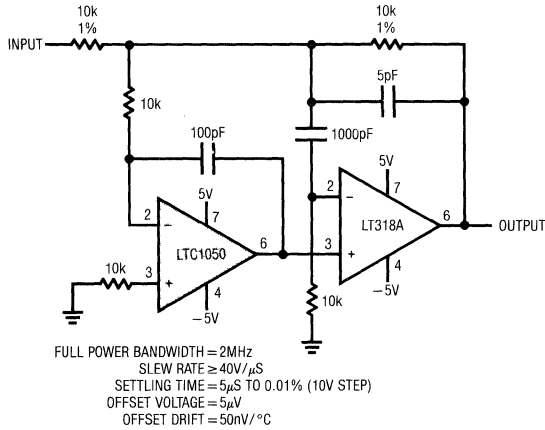 10k
1%
INPUT
10k
1%
5pF
10k
100pF
1000pF
5V
7
2
−
LTC1050
6
10k
3
+
4
−5V
5V
7
2
−
LT318A
6
OUTPUT
3
+
4
−5V
10k
FULL POWER BANDWIDTH = 2MHz
SLEW RATE ≥ 40V/µS
SETTLING TIME = 5µS TO 0.01% (10V STEP)
OFFSET VOLTAGE = 5µV
OFFSET DRIFT = 50nV/°C